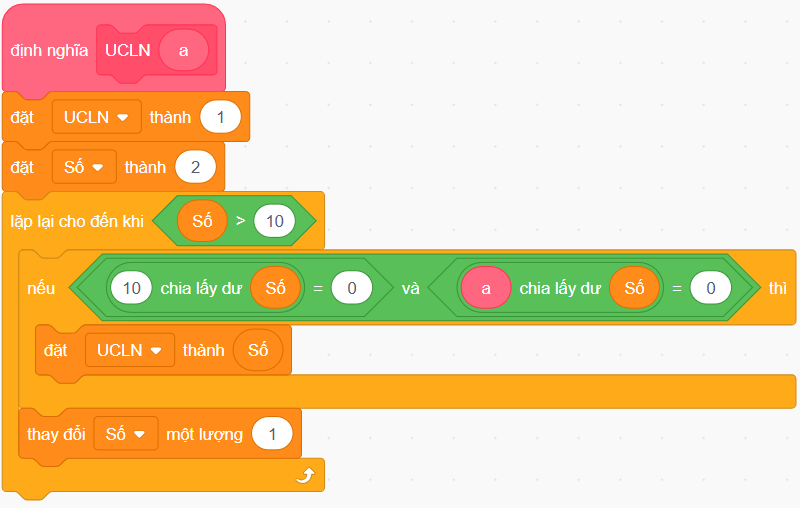 định nghĩa UCLN a
đặt UCLN thành 1
đặt Số thành 2
lặp lại cho đến khi Số > 10
nếu 10 chia lấy dư Số = 0 và a chia lấy dư Số = 0 thì
đặt UCLN thành Số
thay đổi Số một lượng 1